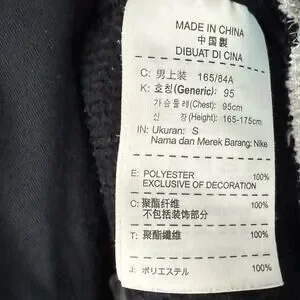 MADE IN CHINA
中国製
DIBUAT DI CINA
C: 男上装 165/84A
K: 호칭(Generic): 95
가슴둘레(Chest): 95cm
신 장(Height): 165-175cm
IN: Ukuran: S
Nama dan Merek Barang: Nike
E: POLYESTER 100%
EXCLUSIVE OF DECORATION
C: 聚酯纤维 100%
不包括装饰部分
T: 聚酯纖維 100%
J: ポリエステル 100%